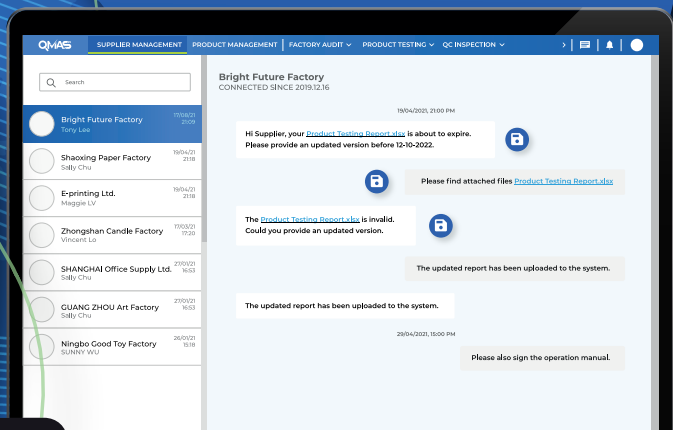 QMAS
SUPPLIER MANAGEMENT
PRODUCT MANAGEMENT
FACTORY AUDIT
PRODUCT TESTING
QC INSPECTION
Search
Bright Future Factory
17/08/21
Tony Lee
21:09
Shaoxing Paper Factory
19/04/21
Sally Chu
21:18
E-printing Ltd.
19/04/21
Maggie LV
21:18
Zhongshan Candle Factory
17/03/21
Vincent Lo
17:20
SHANGHAI Office Supply Ltd.
27/01/21
Sally Chu
16:53
GUANG ZHOU Art Factory
27/01/21
Sally Chu
16:53
Ningbo Good Toy Factory
26/01/21
SUNNY WU
15:18
Bright Future Factory
CONNECTED SINCE 2019.12.16
19/04/2021, 21:00 PM
Hi Supplier, your Product Testing Report.xlsx is about to expire.
Please provide an updated version before 12-10-2022.
Please find attached files Product Testing Report.xlsx
The Product Testing Report.xlsx is invalid.
Could you provide an updated version.
The updated report has been uploaded to the system.
The updated report has been uploaded to the system.
29/04/2021, 15:00 PM
Please also sign the operation manual.